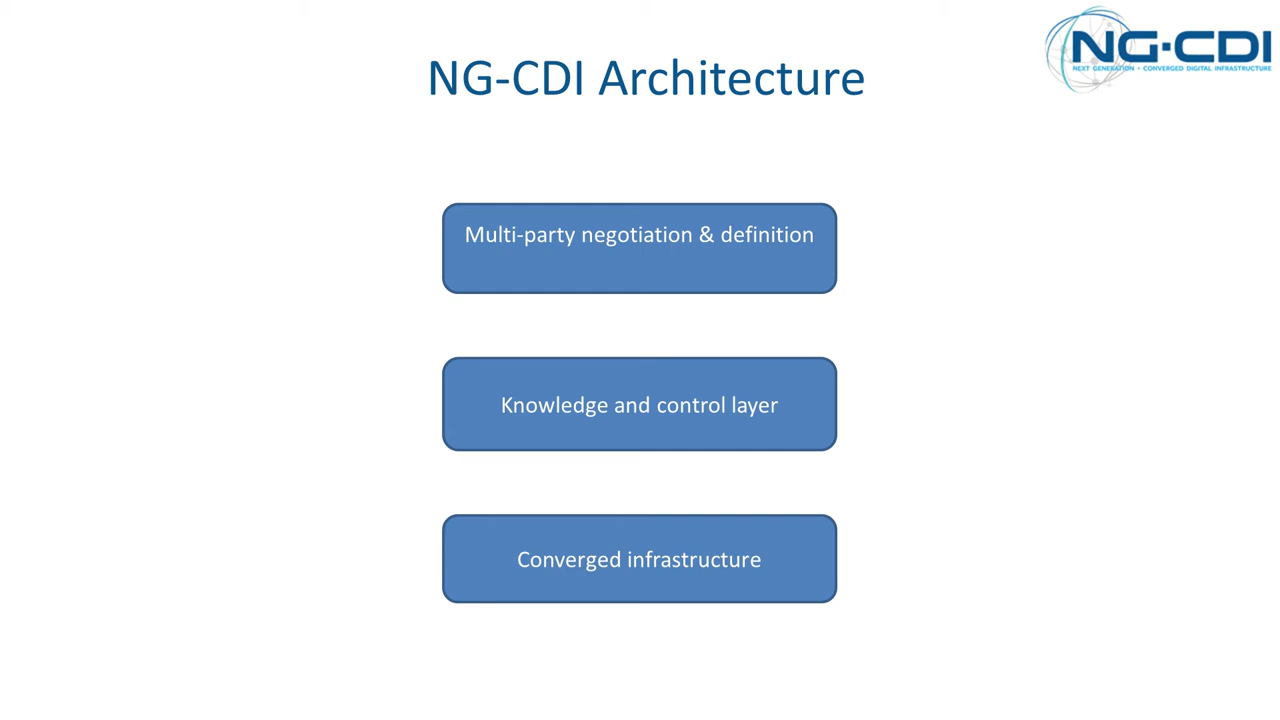 NG-CDI
NEXT GENERATION • CONVERGED DIGITAL INFRASTRUCTURE
NG-CDI Architecture
Multi-party negotiation & definition
Knowledge and control layer
Converged infrastructure